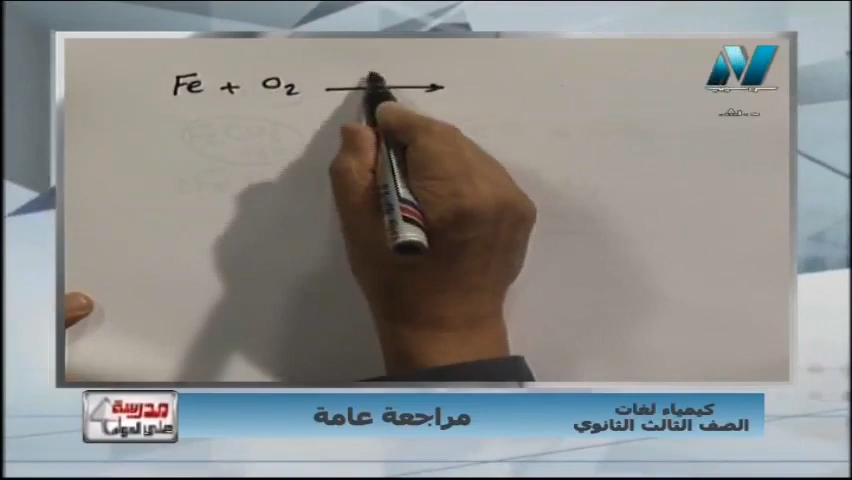 Fe + O2 →
مدرسة
على الهواء
مراجعة عامة
كيمياء لغات
الصف الثالث الثانوي